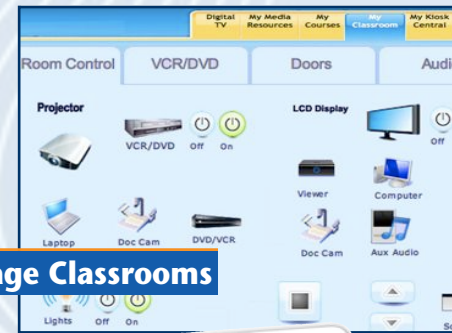 Digital TV
My Media Resources
My Courses
My Classroom
My Kiosk Central
Room Control
VCR/DVD
Doors
Projector
LCD Display
VCR/DVD
Off
On
Off
Viewer
Computer
Laptop
Doc Cam
DVD/VCR
Doc Cam
Aux Audio
Classrooms
Lights
Off
On